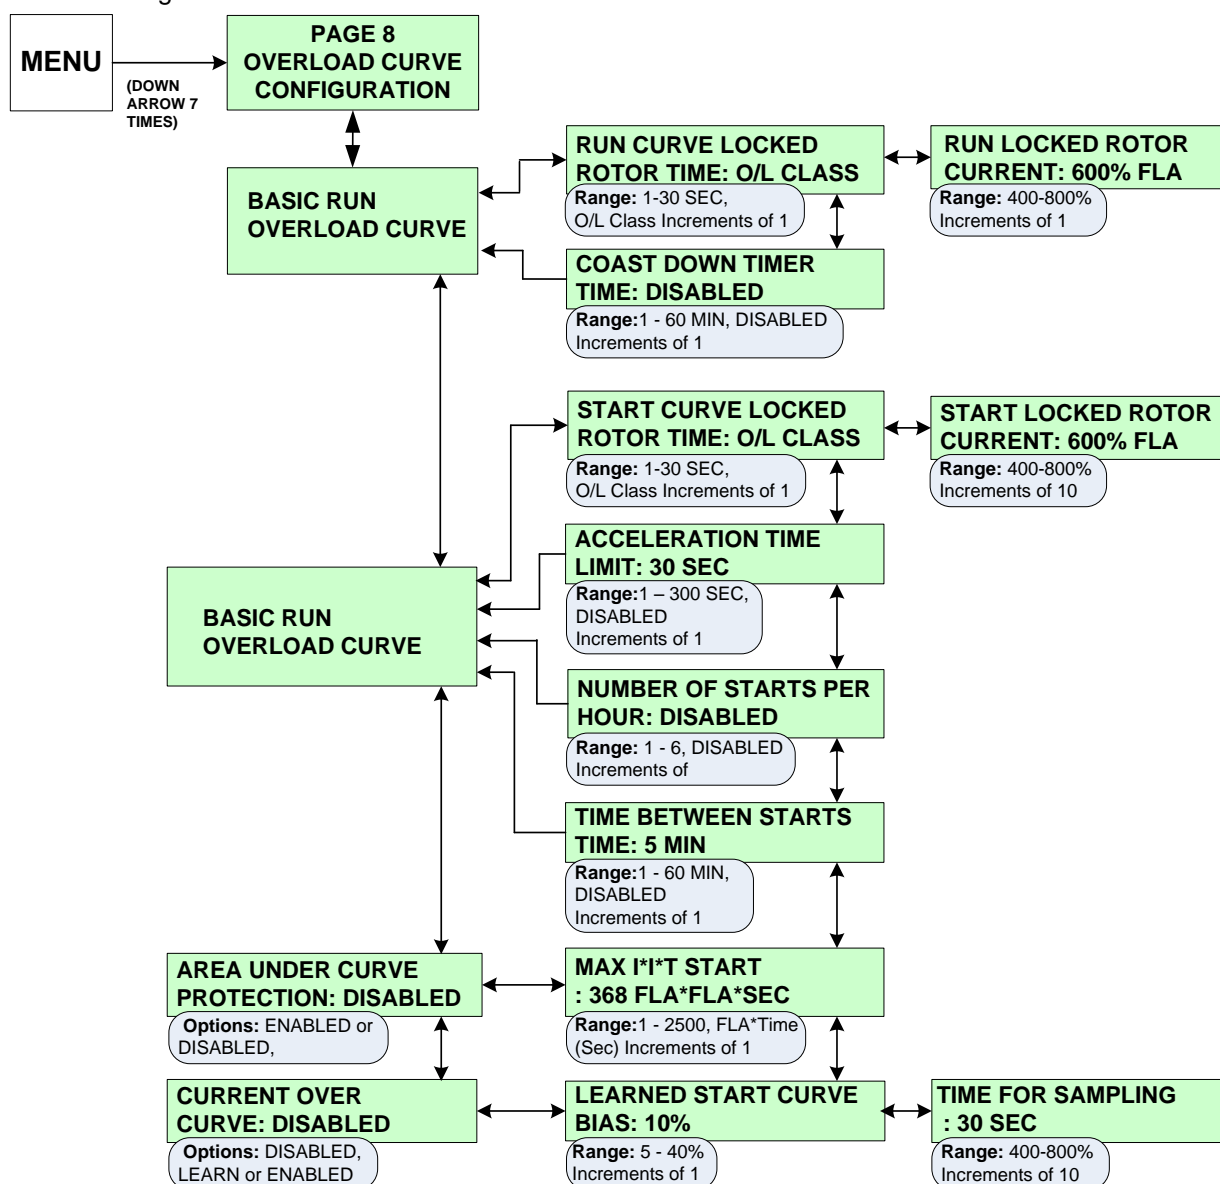 MENU
(DOWN
ARROW 7
TIMES)
PAGE 8
OVERLOAD CURVE
CONFIGURATION
BASIC RUN
OVERLOAD CURVE
RUN CURVE LOCKED
ROTOR TIME: O/L CLASS
Range: 1-30 SEC,
O/L Class Increments of 1
RUN LOCKED ROTOR
CURRENT: 600% FLA
Range: 400-800%
Increments of 1
COAST DOWN TIMER
TIME: DISABLED
Range:1 - 60 MIN, DISABLED
Increments of 1
START CURVE LOCKED
ROTOR TIME: O/L CLASS
Range: 1-30 SEC,
O/L Class Increments of 1
START LOCKED ROTOR
CURRENT: 600% FLA
Range: 400-800%
Increments of 10
ACCELERATION TIME
LIMIT: 30 SEC
Range:1 – 300 SEC,
DISABLED
Increments of 1
BASIC RUN
OVERLOAD CURVE
NUMBER OF STARTS PER
HOUR: DISABLED
Range: 1 - 6, DISABLED
Increments of
TIME BETWEEN STARTS
TIME: 5 MIN
Range:1 - 60 MIN,
DISABLED
Increments of 1
AREA UNDER CURVE
PROTECTION: DISABLED
Options: ENABLED or
DISABLED,
MAX I*I*T START
: 368 FLA*FLA*SEC
Range:1 - 2500, FLA*Time
(Sec) Increments of 1
CURRENT OVER
CURVE: DISABLED
Options: DISABLED,
LEARN or ENABLED
LEARNED START CURVE
BIAS: 10%
Range: 5 - 40%
Increments of 1
TIME FOR SAMPLING
: 30 SEC
Range: 400-800%
Increments of 10